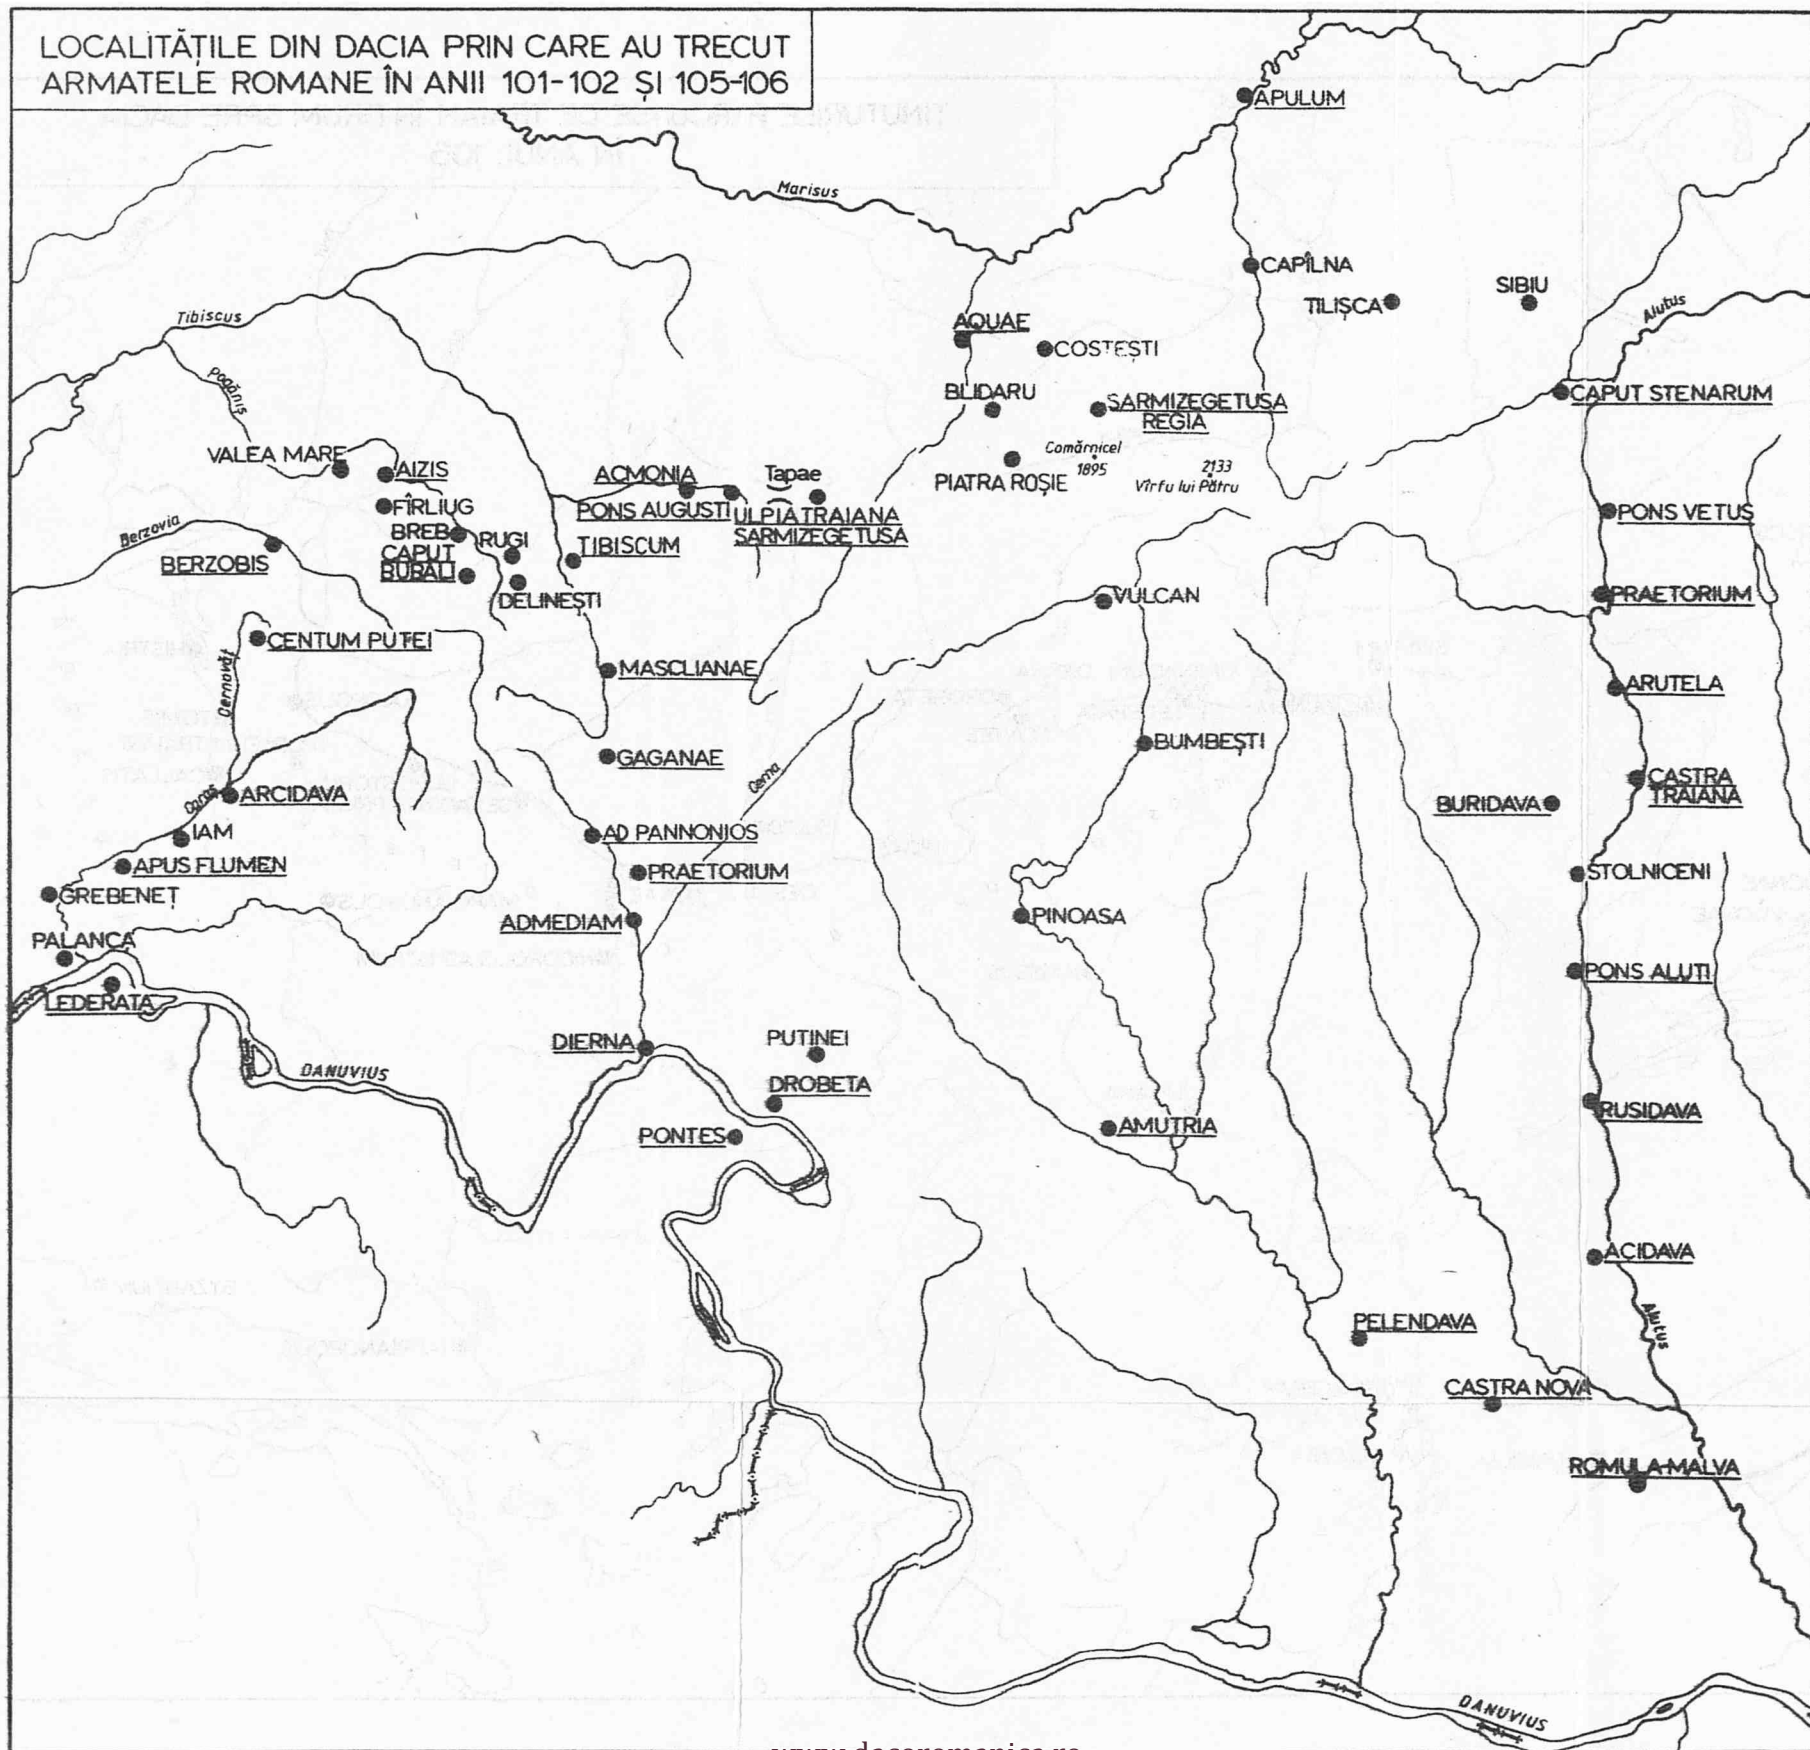 LOCALITĂȚILE DIN DACIA PRIN CARE AU TRECUT
ARMATELE ROMANE ÎN ANII 101-102 ȘI 105-106
APULUM
Marisus
CAPÎLNA
TILIȘCA
SIBIU
Alutus
Tibiscus
AQUAE
COSTEȘTI
Pogăniș
BLIDARU
SARMIZEGETUSA
REGIA
CAPUT STENARUM
VALEA MARE
AIZIS
ACMONIA
Tapae
PIATRA ROȘIE
Comărnicel
1895
2133
Vîrfu lui Pătru
FÎRLIUG
PONS AUGUSTI
ULPIA TRAIANA
SARMIZEGETUSA
PONS VETUS
Berzovia
BREB
RUGI
BERZOBIS
CAPUT
BUBALI
TIBISCUM
DELINEȘTI
VULCAN
PRAETORIUM
CENTUM PUTEI
MASCLIANAE
ARUTELA
GAGANAE
BUMBEȘTI
Cerna
CASTRA
TRAIANA
ARCIDAVA
BURIDAVA
IAM
AD PANNONIOS
APUS FLUMEN
PRAETORIUM
STOLNICENI
GREBENEȚ
ADMEDIAM
PINOASA
PALANCA
PONS ALUTI
LEDERATA
DIERNA
PUTINEI
DANUVIUS
DROBETA
PONTES
AMUTRIA
RUSIDAVA
ACIDAVA
PELENDAVA
Alutus
CASTRA NOVA
ROMULA-MALVA
DANUVIUS